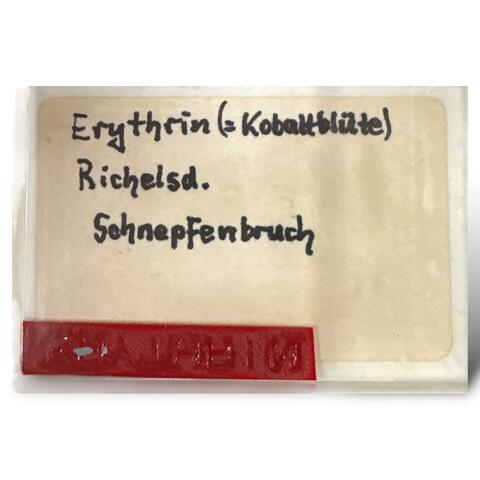 Erythrin (= Kobaltblüte)
Richelsd.
Schnepfenbruch